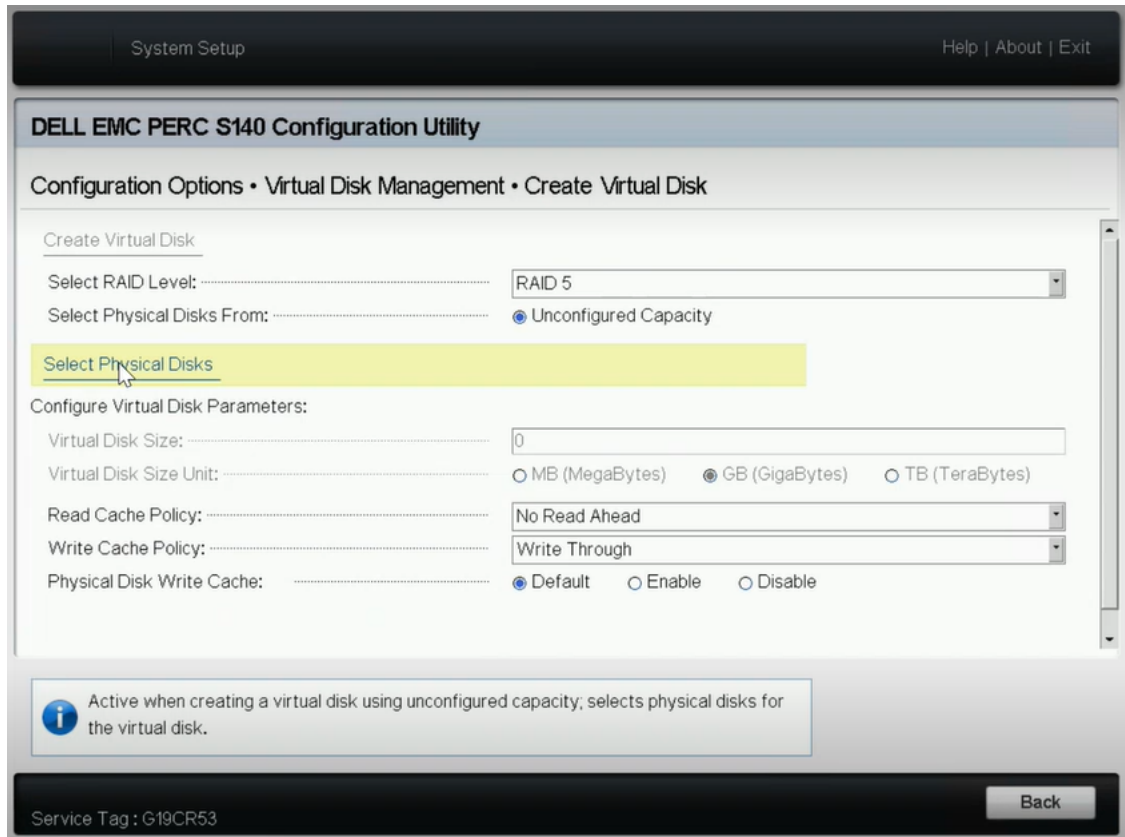 System Setup
Help | About | Exit
DELL EMC PERC S140 Configuration Utility
Configuration Options • Virtual Disk Management • Create Virtual Disk
Create Virtual Disk
Select RAID Level:
RAID 5
Select Physical Disks From:
Unconfigured Capacity
Select Physical Disks
Configure Virtual Disk Parameters:
Virtual Disk Size:
0
Virtual Disk Size Unit:
MB (MegaBytes)
GB (GigaBytes)
TB (TeraBytes)
Read Cache Policy:
No Read Ahead
Write Cache Policy:
Write Through
Physical Disk Write Cache:
Default
Enable
Disable
Active when creating a virtual disk using unconfigured capacity; selects physical disks for
the virtual disk.
Service Tag : G19CR53
Back